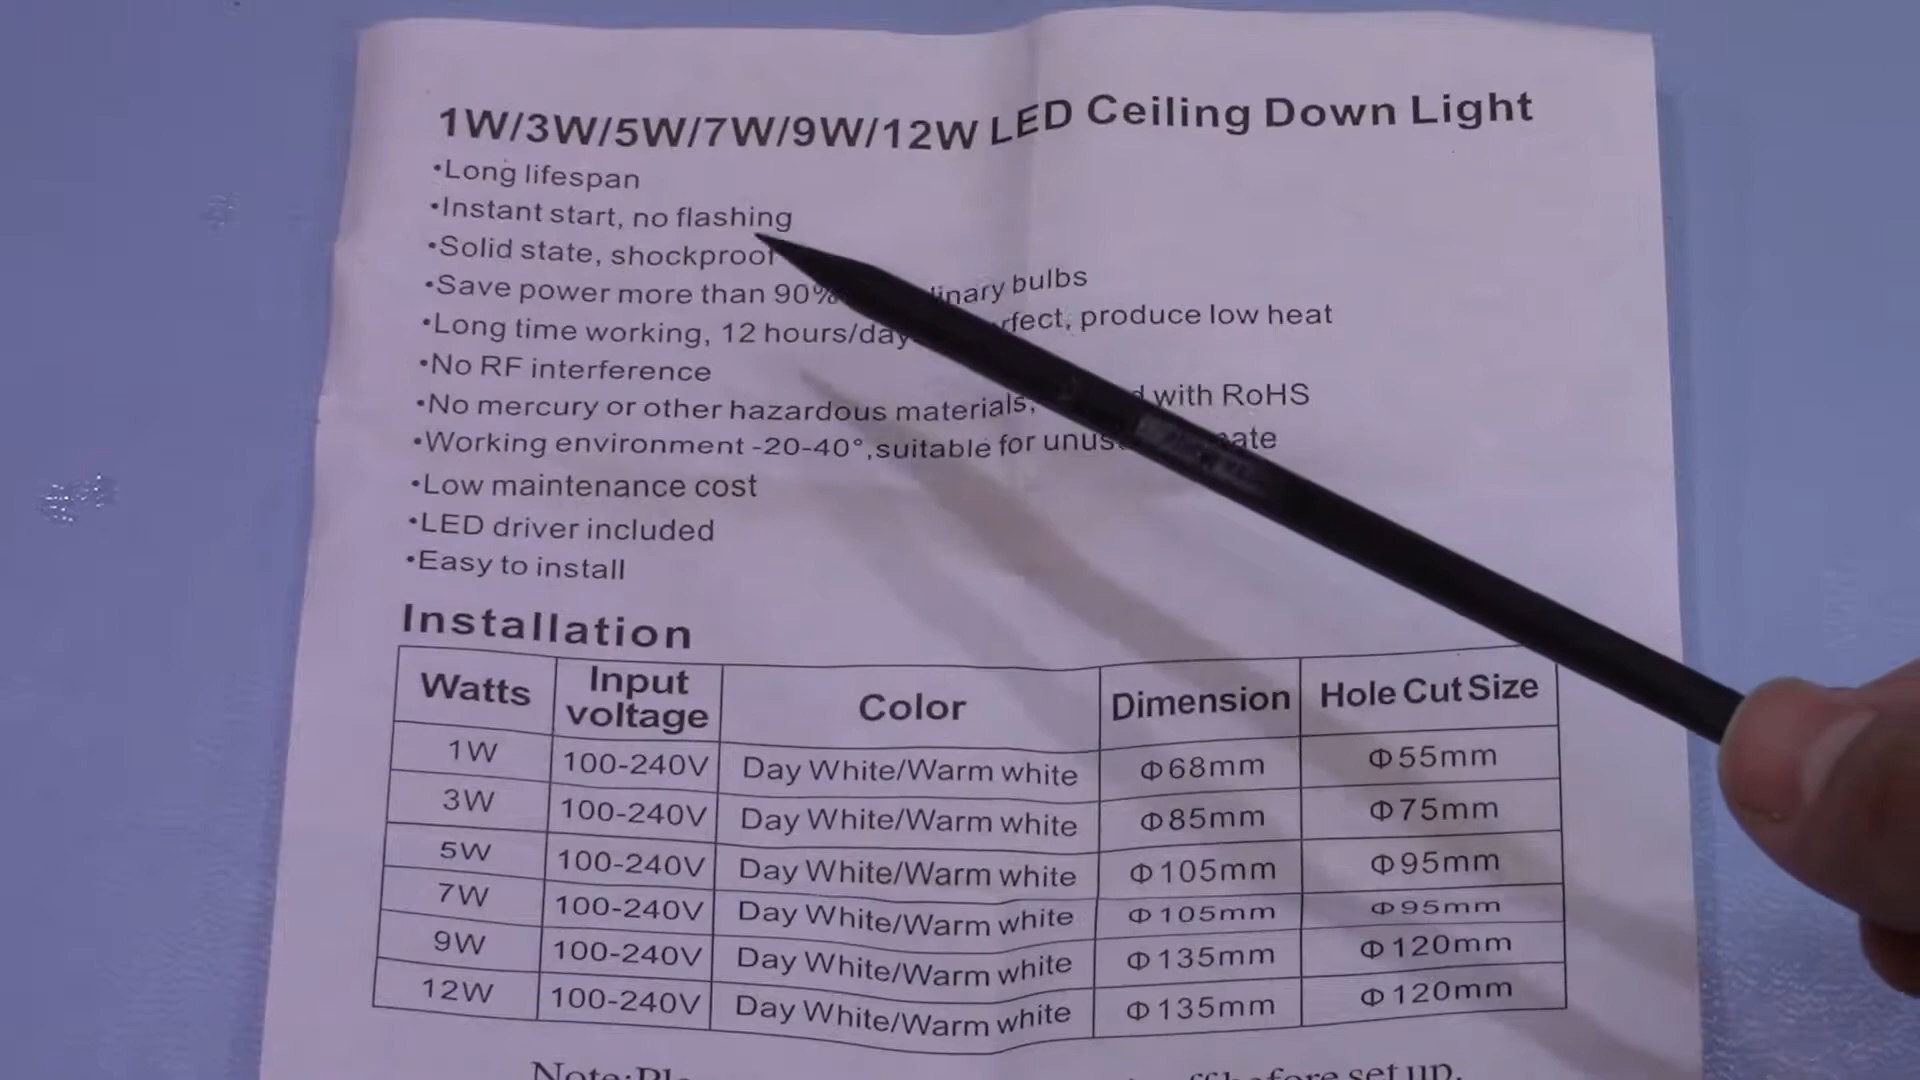 1W/3W/5W/7W/9W/12W LED Ceiling Down Light
•Long lifespan
•Instant start, no flashing
•Solid state, shockproof
•Save power more than 90% bulbs
•Long time working, 12 hours/day produce low heat
•No RF interference
•No mercury or other hazardous materials, with RoHS
•Working environment -20-40°,suitable for
•Low maintenance cost
•LED driver included
•Easy to install
Installation
Watts Input voltage Color Dimension Hole Cut Size
1W 100-240V Day White/Warm white Φ68mm Φ55mm
3W 100-240V Day White/Warm white Φ85mm Φ75mm
5W 100-240V Day White/Warm white Φ105mm Φ95mm
7W 100-240V Day White/Warm white Φ105mm Φ95mm
9W 100-240V Day White/Warm white Φ135mm Φ120mm
12W 100-240V Day White/Warm white Φ135mm Φ120mm
Note: before set up.